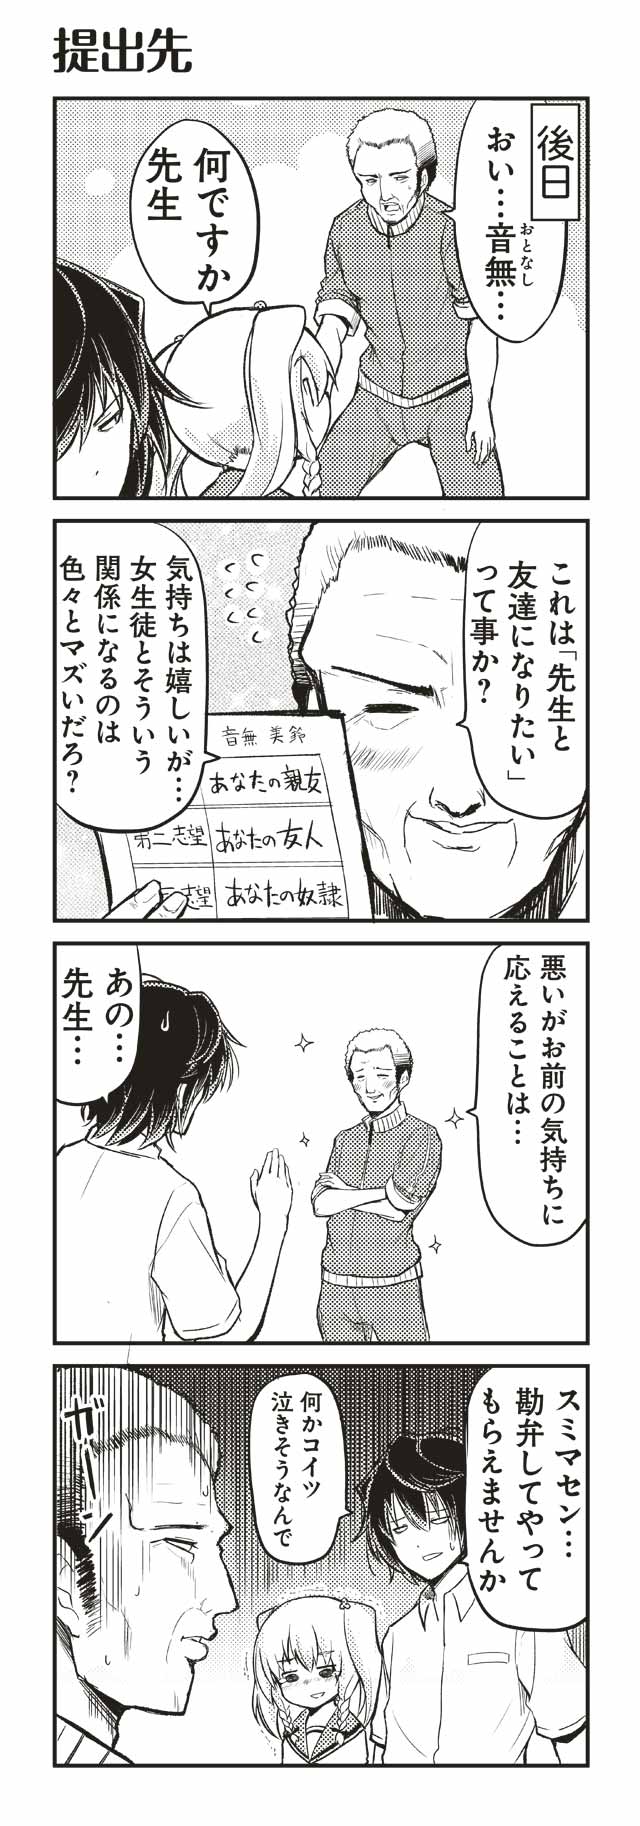 提出先
後日
おい…音無…
おとなし
何ですか
先生
これは「先生と
友達になりたい」
って事か?
気持ちは嬉しいが…
女生徒とそういう
関係になるのは
色々とマズいだろ?
音無 美鈴
あなたの親友
第二志望 あなたの友人
志望 あなたの奴隷
悪いがお前の気持ちに
応えることは…
あの…
先生…
スミマセン…
勘弁してやって
もらえませんか
何かコイツ
泣きそうなんで
ガーン